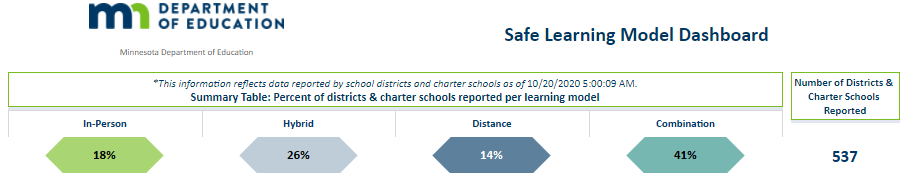 DEPARTMENT
OF EDUCATION
Minnesota Department of Education
Safe Learning Model Dashboard
*This information reflects data reported by school districts and charter schools as of 10/20/2020 5:00:09 AM.
Summary Table: Percent of districts & charter schools reported per learning model
Number of Districts &
Charter Schools
Reported
In-Person
Hybrid
Distance
Combination
18%
26%
14%
41%
537